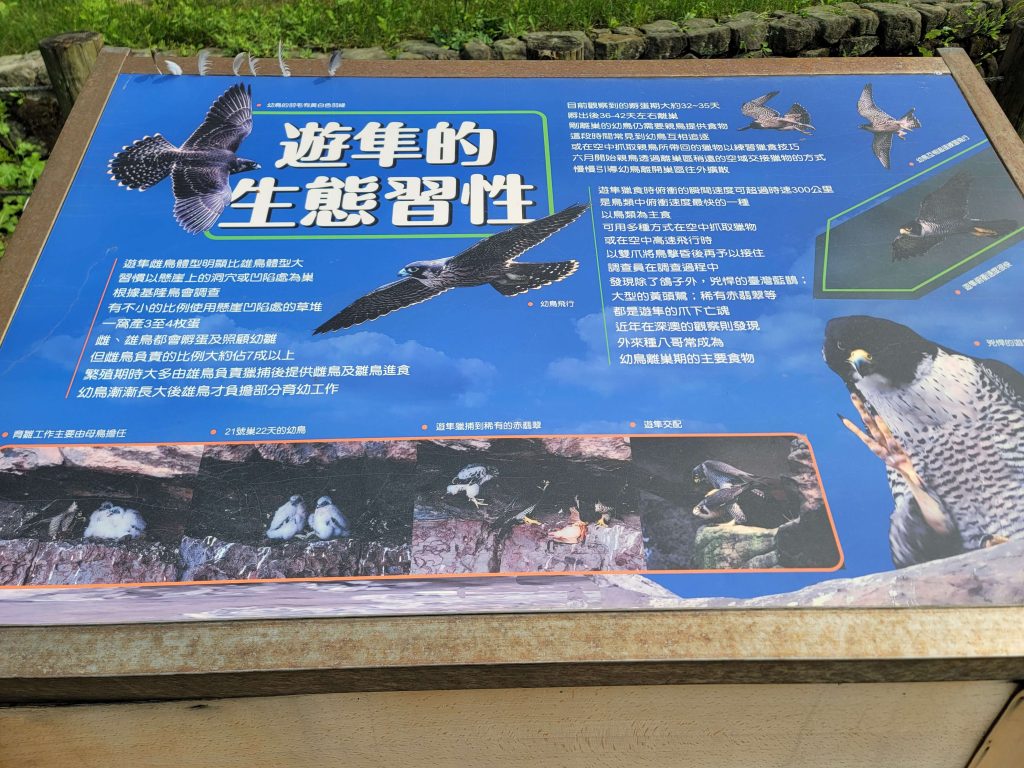 幼鳥的羽毛有黃白色羽緣
遊隼的
生態習性
遊隼雌鳥體型明顯比雄鳥體型大
習慣以懸崖上的洞穴或凹陷處為巢
根據基隆鳥會調查
有不小的比例使用懸崖凹陷處的草堆
一窩產3至4枚蛋
雌、雄鳥都會孵蛋及照顧幼雛
但雌鳥負責的比例大約佔7成以上
繁殖期時大多由雄鳥負責獵捕後提供雌鳥及雛鳥進食
幼鳥漸漸長大後雄鳥才負擔部分育幼工作
目前觀察到的孵蛋期大約32~35天
孵出後36-42天左右離巢
剛離巢的幼鳥仍需要親鳥提供食物
這段時間常見到幼鳥互相追逐
或在空中抓取親鳥所帶回的獵物以練習獵食技巧
六月開始親鳥透過離巢區稍遠的空域交接獵物的方式
慢慢引導幼鳥離開巢區往外擴散
遊隼獵食時俯衝的瞬間速度可超過時速300公里
是鳥類中俯衝速度最快的一種
以鳥類為主食
可用多種方式在空中抓取獵物
或在空中高速飛行時
以雙爪將鳥擊昏後再予以接住
調查員在調查過程中
發現除了鴿子外，兇悍的臺灣藍鵲；
大型的黃頭鷺；稀有赤翡翠等
都是遊隼的爪下亡魂
近年在深澳的觀察則發現
外來種八哥常成為
幼鳥離巢期的主要食物
幼鳥飛行
兇悍的遊
育雛工作主要由母鳥擔任
21號巢22天的幼鳥
遊隼獵捕到稀有的赤翡翠
遊隼交配